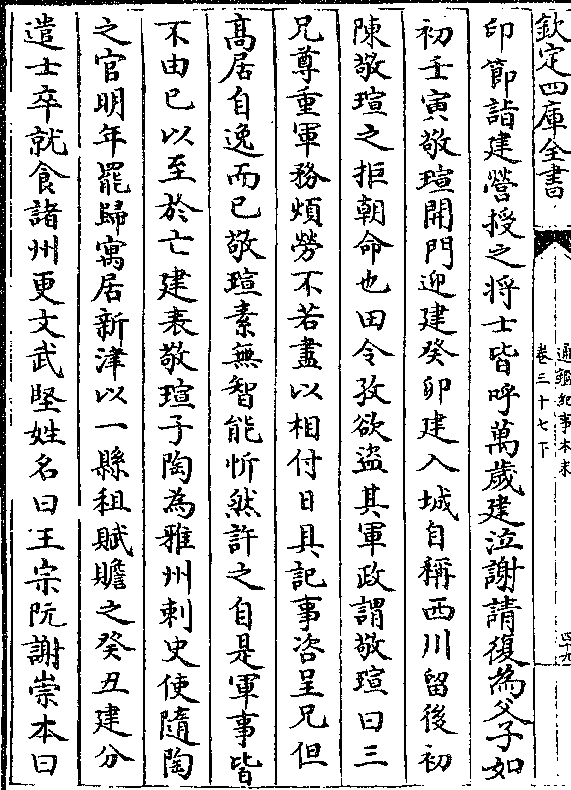 欽定四庫全書
通鑑紀事本末
卷三十七下
四十九
印節詣建營授之将士皆呼萬歲建泣謝請復為父子如
初壬寅敬瑄開門迎建癸卯建入城自稱西川留後初
陳敬瑄之拒朝命也田令孜欲盗其軍政謂敬瑄曰三
兄尊重軍務煩勞不若盡以相付日具記事咨呈兄但
髙居自逸而已敬瑄素無智能忻然許之自是軍事皆
不由已以至於亡建表敬瑄子陶為雅州刺史使隨陶
之官明年罷歸寓居新津以一縣租賦贍之癸丑建分
遣士卒就食諸州更文武堅姓名曰王宗阮謝崇本曰